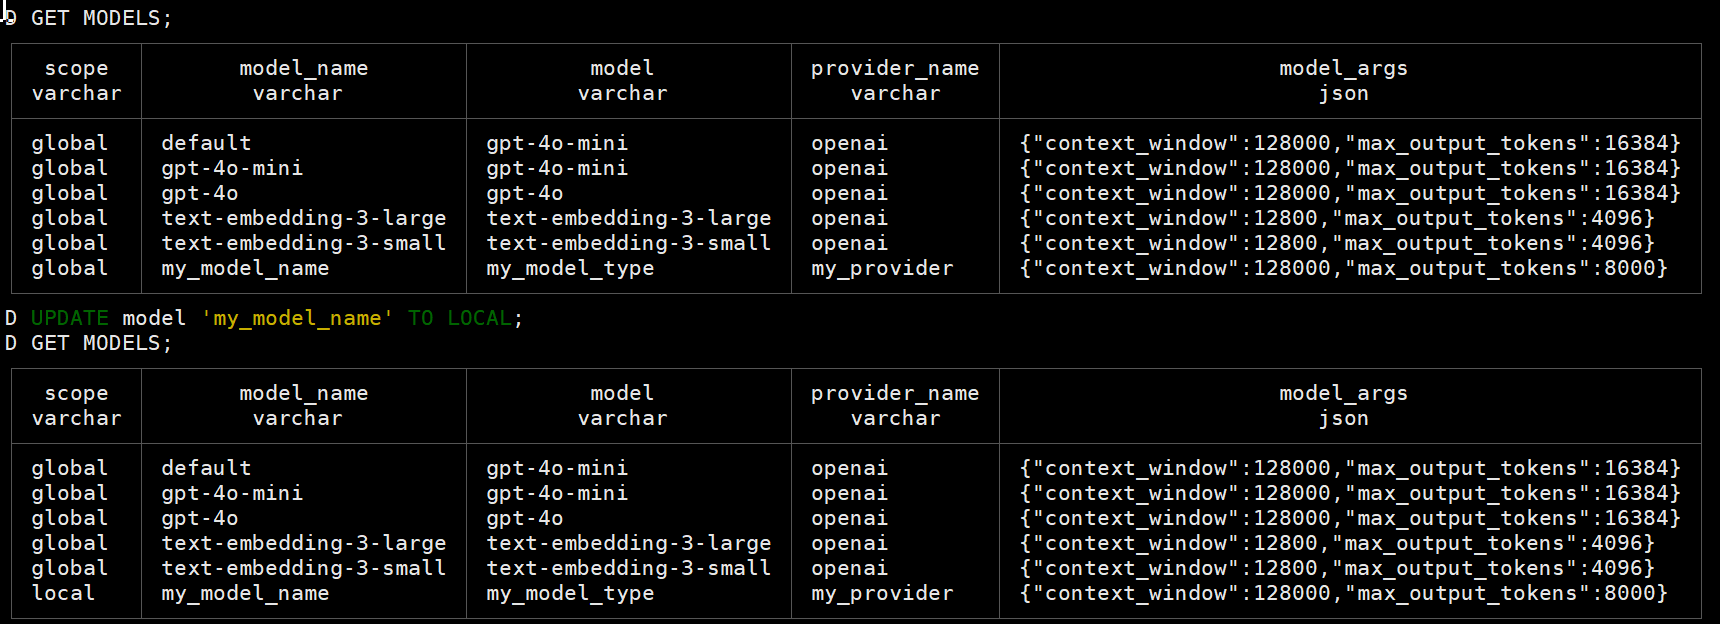 D GET MODELS;
scope model_name model provider_name model_args
varchar varchar varchar varchar json
global default gpt-4o-mini openai {"context_window":128000,"max_output_tokens":16384}
global gpt-4o-mini gpt-4o-mini openai {"context_window":128000,"max_output_tokens":16384}
global gpt-4o gpt-4o openai {"context_window":128000,"max_output_tokens":16384}
global text-embedding-3-large text-embedding-3-large openai {"context_window":12800,"max_output_tokens":4096}
global text-embedding-3-small text-embedding-3-small openai {"context_window":12800,"max_output_tokens":4096}
global my_model_name my_model_type my_provider {"context_window":128000,"max_output_tokens":8000}
D UPDATE model 'my_model_name' TO LOCAL;
D GET MODELS;
scope model_name model provider_name model_args
varchar varchar varchar varchar json
global default gpt-4o-mini openai {"context_window":128000,"max_output_tokens":16384}
global gpt-4o-mini gpt-4o-mini openai {"context_window":128000,"max_output_tokens":16384}
global gpt-4o gpt-4o openai {"context_window":128000,"max_output_tokens":16384}
global text-embedding-3-large text-embedding-3-large openai {"context_window":12800,"max_output_tokens":4096}
global text-embedding-3-small text-embedding-3-small openai {"context_window":12800,"max_output_tokens":4096}
local my_model_name my_model_type my_provider {"context_window":128000,"max_output_tokens":8000}